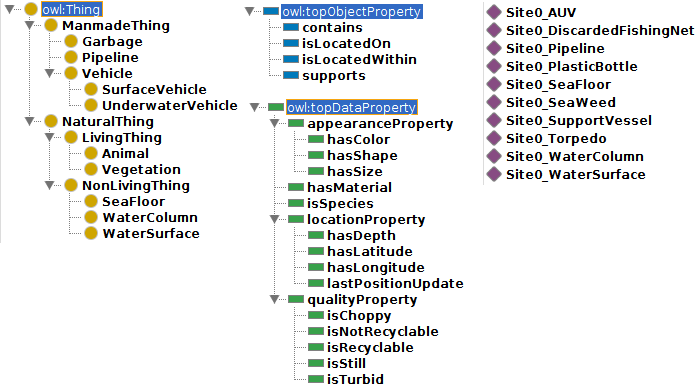 owl:Thing
ManmadeThing
Garbage
Pipeline
Vehicle
SurfaceVehicle
UnderwaterVehicle
NaturalThing
LivingThing
Animal
Vegetation
NonLivingThing
SeaFloor
WaterColumn
WaterSurface
owl:topObjectProperty
contains
isLocatedOn
isLocatedWithin
supports
owl:topDataProperty
appearanceProperty
hasColor
hasShape
hasSize
hasMaterial
isSpecies
locationProperty
hasDepth
hasLatitude
hasLongitude
lastPositionUpdate
qualityProperty
isChoppy
isNotRecyclable
isRecyclable
isStill
isTurbid
Site0_AUV
Site0_DiscardedFishingNet
Site0_Pipeline
Site0_PlasticBottle
Site0_SeaFloor
Site0_SeaWeed
Site0_SupportVessel
Site0_Torpedo
Site0_WaterColumn
Site0_WaterSurface